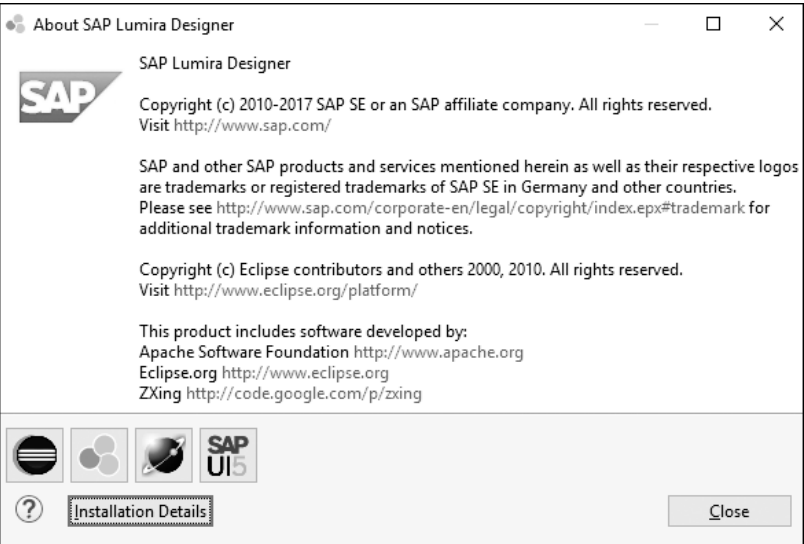 About SAP Lumira Designer
SAP Lumira Designer
SAP
Copyright (c) 2010-2017 SAP SE or an SAP affiliate company. All rights reserved.
Visit http://www.sap.com/
SAP and other SAP products and services mentioned herein as well as their respective logos
are trademarks or registered trademarks of SAP SE in Germany and other countries.
Please see http://www.sap.com/corporate-en/legal/copyright/index.epx#trademark for
additional trademark information and notices.
Copyright (c) Eclipse contributors and others 2000, 2010. All rights reserved.
Visit http://www.eclipse.org/platform/
This product includes software developed by:
Apache Software Foundation http://www.apache.org
Eclipse.org http://www.eclipse.org
ZXing http://code.google.com/p/zxing
SAP
UI5
?
Installation Details
Close